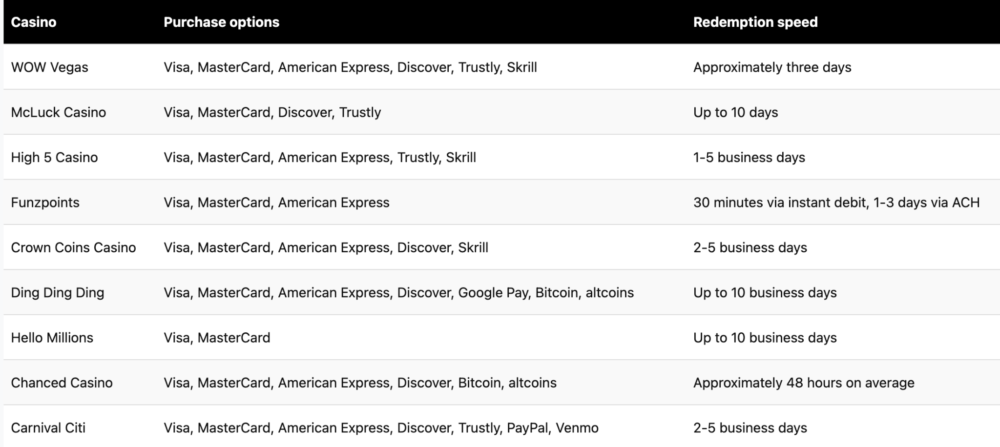 Casino Purchase options Redemption speed
WOW Vegas Visa, MasterCard, American Express, Discover, Trustly, Skrill Approximately three days
McLuck Casino Visa, MasterCard, Discover, Trustly Up to 10 days
High 5 Casino Visa, MasterCard, American Express, Trustly, Skrill 1-5 business days
Funzpoints Visa, MasterCard, American Express 30 minutes via instant debit, 1-3 days via ACH
Crown Coins Casino Visa, MasterCard, American Express, Discover, Skrill 2-5 business days
Ding Ding Ding Visa, MasterCard, American Express, Discover, Google Pay, Bitcoin, altcoins Up to 10 business days
Hello Millions Visa, MasterCard Up to 10 business days
Chanced Casino Visa, MasterCard, American Express, Discover, Bitcoin, altcoins Approximately 48 hours on average
Carnival Citi Visa, MasterCard, American Express, Discover, Trustly, PayPal, Venmo 2-5 business days